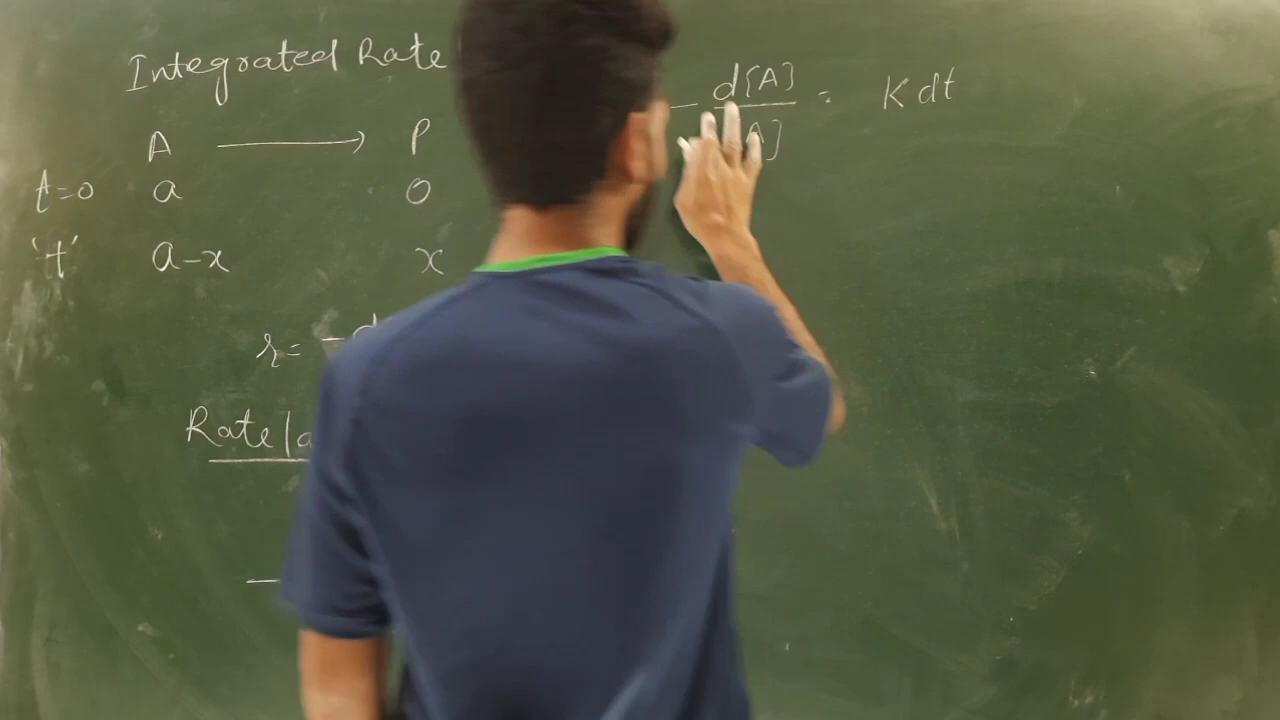 Integrated Rate
A ⟶ P
t=0 a 0
't' a-x x
r= -d
Rate la
- d[A] = K dt
A]